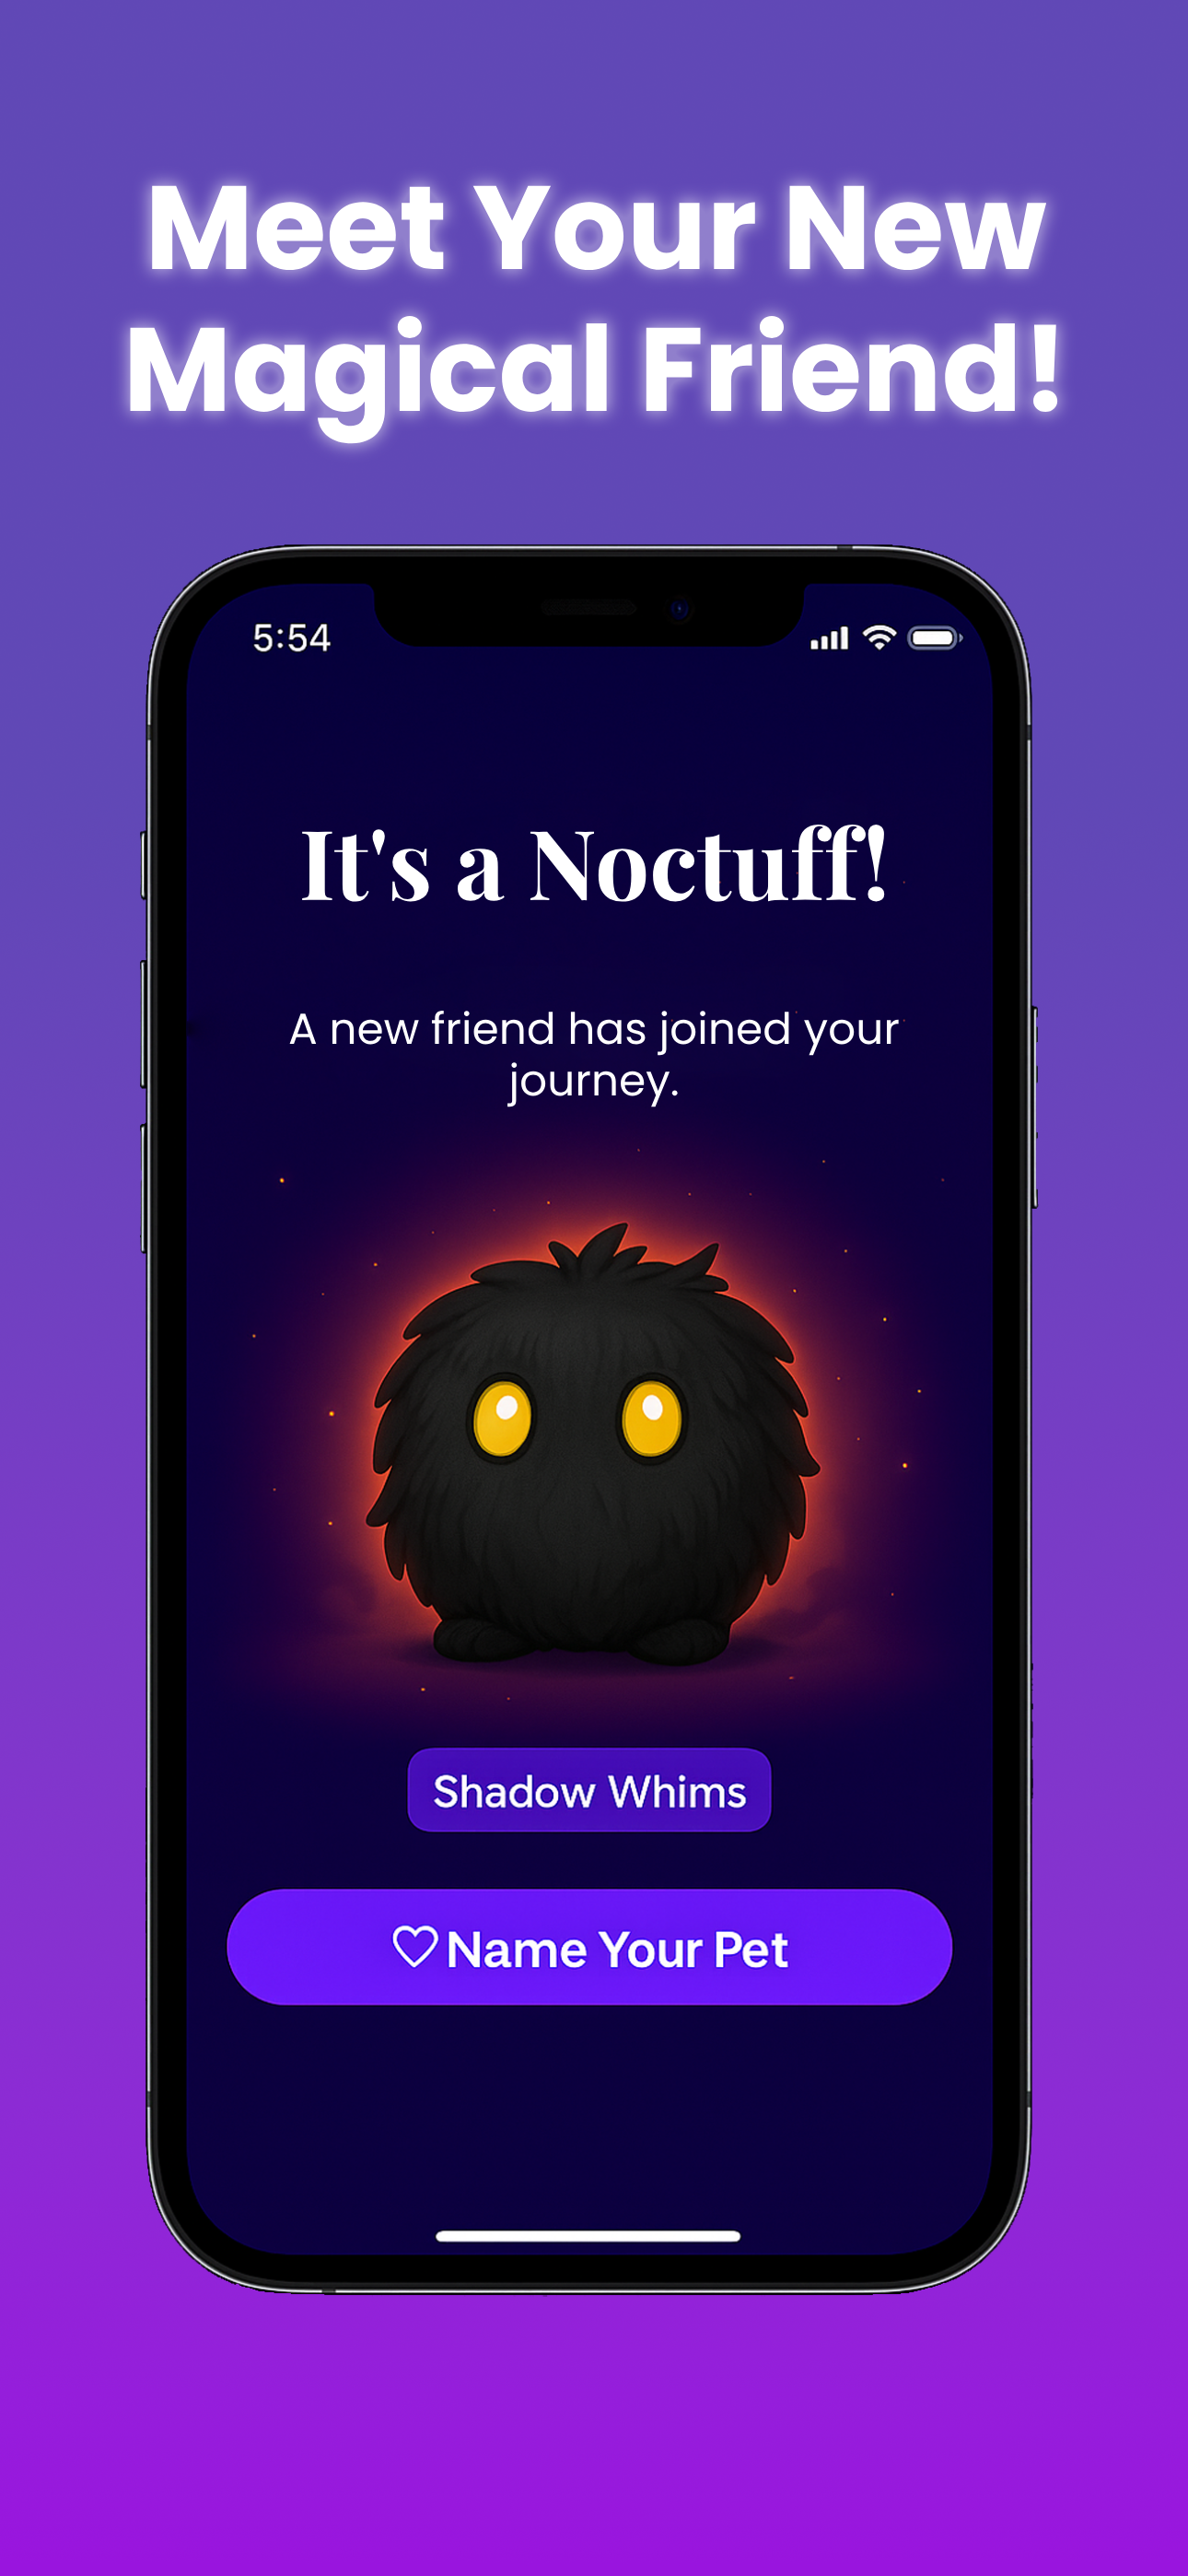 Meet Your New
Magical Friend!
5:54
It's a Noctuff!
A new friend has joined your
journey.
Shadow Whims
Name Your Pet